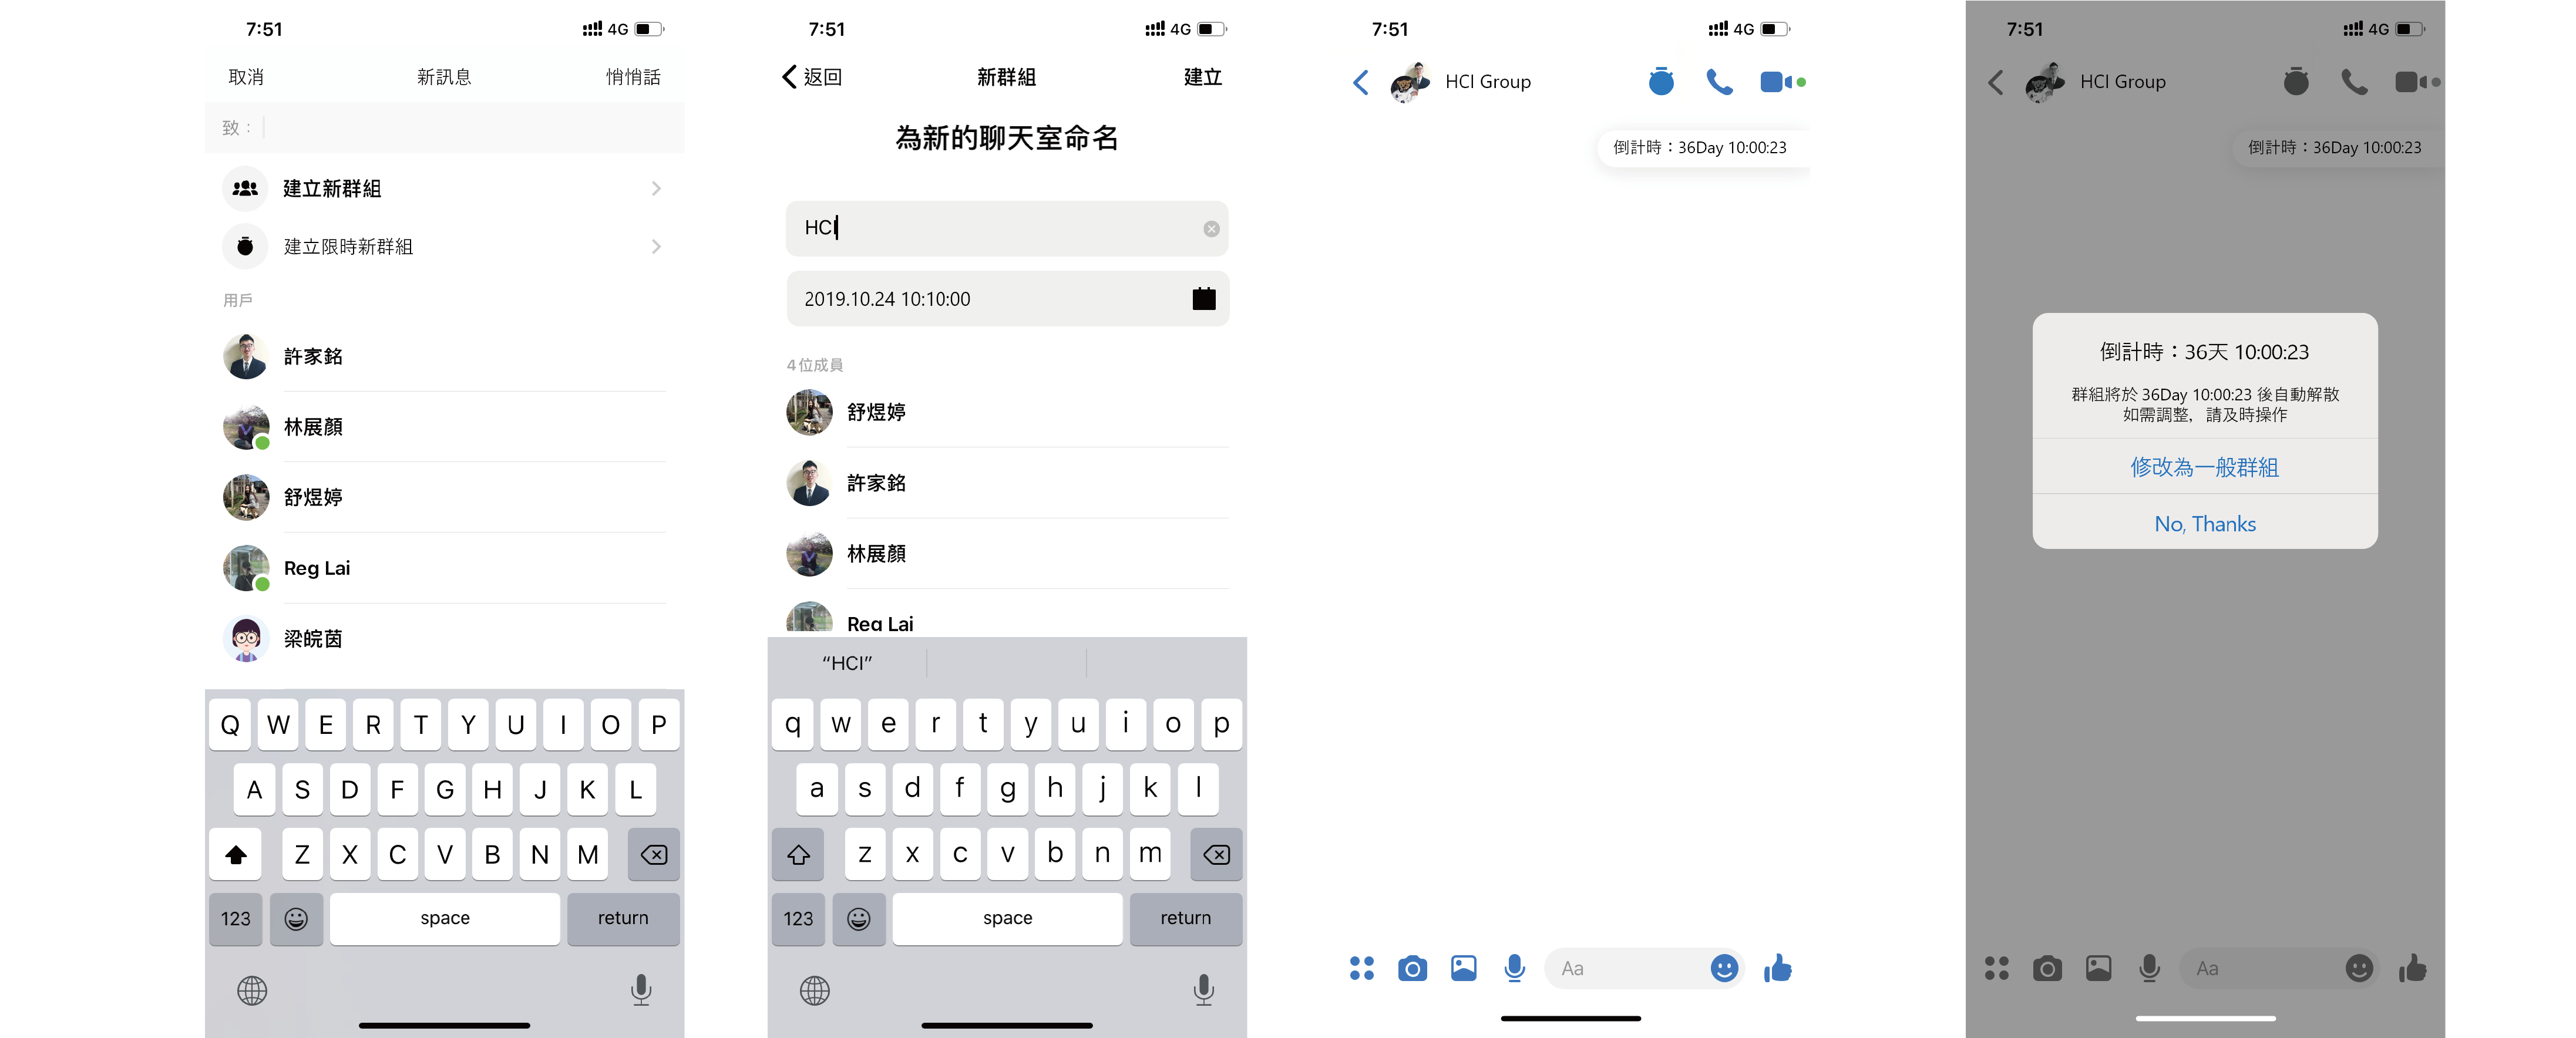 7:51
4G
取消
新訊息
悄悄話
致：
建立新群組
建立限時新群組
用戶
許家銘
林展顏
舒煜婷
Reg Lai
梁皖茵
Q W E R T Y U I O P
A S D F G H J K L
Z X C V B N M
123
space
return
7:51
4G
返回
新群組
建立
為新的聊天室命名
HCI
2019.10.24 10:10:00
4位成員
舒煜婷
許家銘
林展顏
Reg Lai
“HCI”
q w e r t y u i o p
a s d f g h j k l
z x c v b n m
123
space
return
7:51
4G
HCI Group
倒計時：36Day 10:00:23
Aa
7:51
4G
HCI Group
倒計時：36Day 10:00:23
倒計時：36天 10:00:23
群組將於 36Day 10:00:23 後自動解散
如需調整，請及時操作
修改為一般群組
No, Thanks
Aa